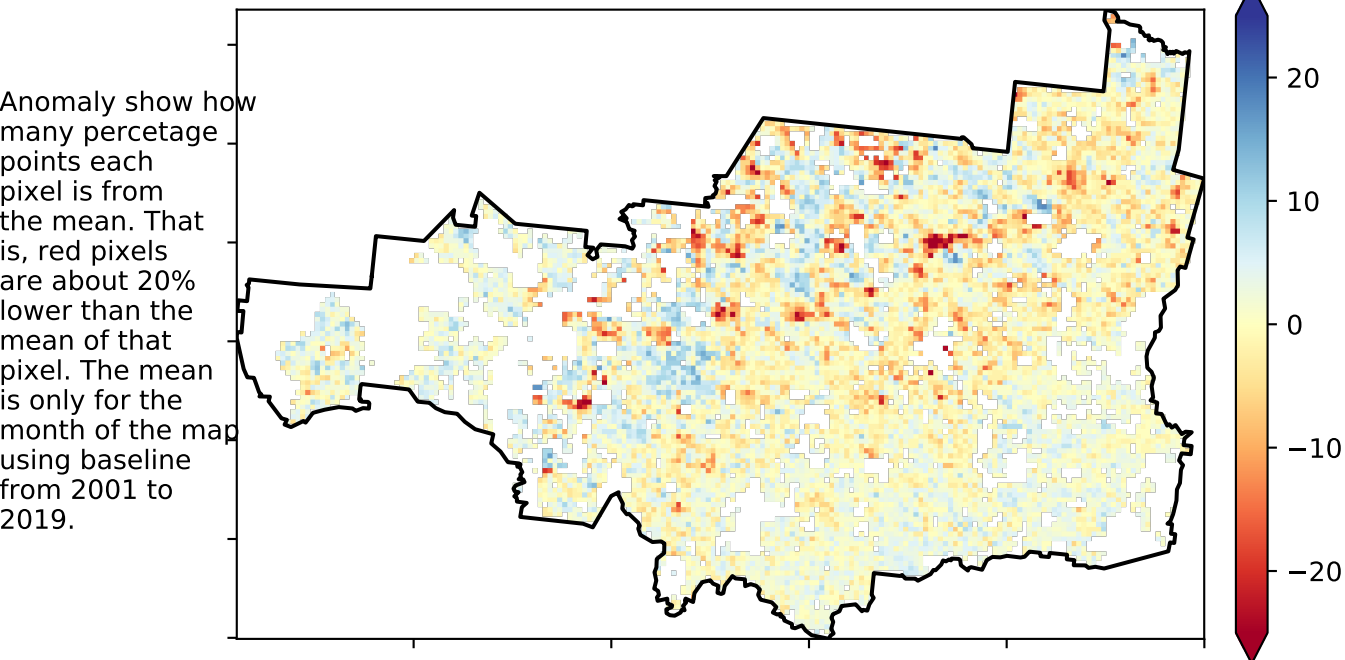 Anomaly show how
many percetage
points each
pixel is from
the mean. That
is, red pixels
are about 20%
lower than the
mean of that
pixel. The mean
is only for the
month of the map
using baseline
from 2001 to
2019.
20
10
0
−10
−20